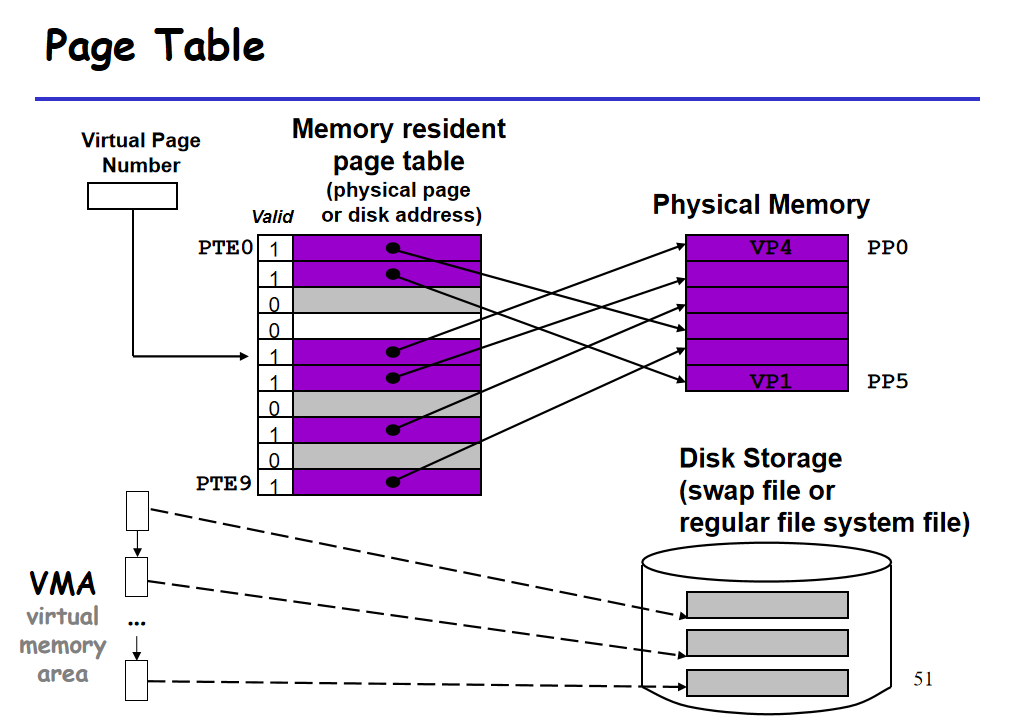 Page Table
Virtual Page
Number
Memory resident
page table
(physical page
or disk address)
Physical Memory
Valid
PTE0
1
1
0
0
1
1
0
1
0
PTE9
1
VP4
PP0
VP1
PP5
Disk Storage
(swap file or
regular file system file)
VMA
virtual
memory
area
...
51